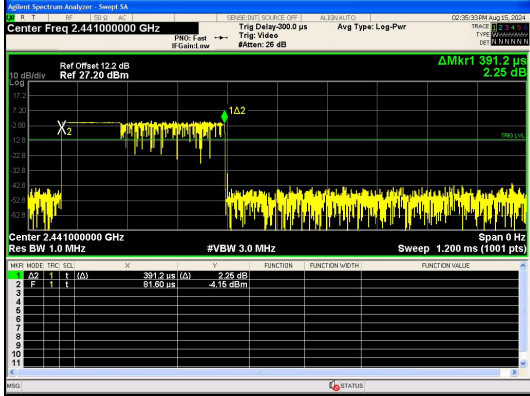 Agilent Spectrum Analyzer - Swept SA
LXI R T RF 50 Ω AC SENSE:INT SOURCE OFF ALIGNAUTO 02:35:33 PM Aug 15, 2024
Center Freq 2.441000000 GHz
PNO: Fast
IFGain:Low
Trig Delay-300.0 µs
Trig: Video
#Atten: 26 dB
Avg Type: Log-Pwr
TRACE 1 2 3 4 5 6
TYPE
DET N N N N N N
ΔMkr1 391.2 µs
2.25 dB
Ref Offset 12.2 dB
10 dB/div Ref 27.20 dBm
Log
17.2
7.20
-2.80
-12.8
-22.8
-32.8
-42.8
-52.8
-62.8
1Δ2
X2
TRIG LVL
Center 2.441000000 GHz Span 0 Hz
Res BW 1.0 MHz #VBW 3.0 MHz Sweep 1.200 ms (1001 pts)
MKR MODE TRC SCL X Y FUNCTION FUNCTION WIDTH FUNCTION VALUE
1 Δ2 1 t (Δ) 391.2 µs (Δ) 2.25 dB
2 F 1 t 81.60 µs -4.15 dBm
3
4
5
6
7
8
9
10
11
MSG STATUS